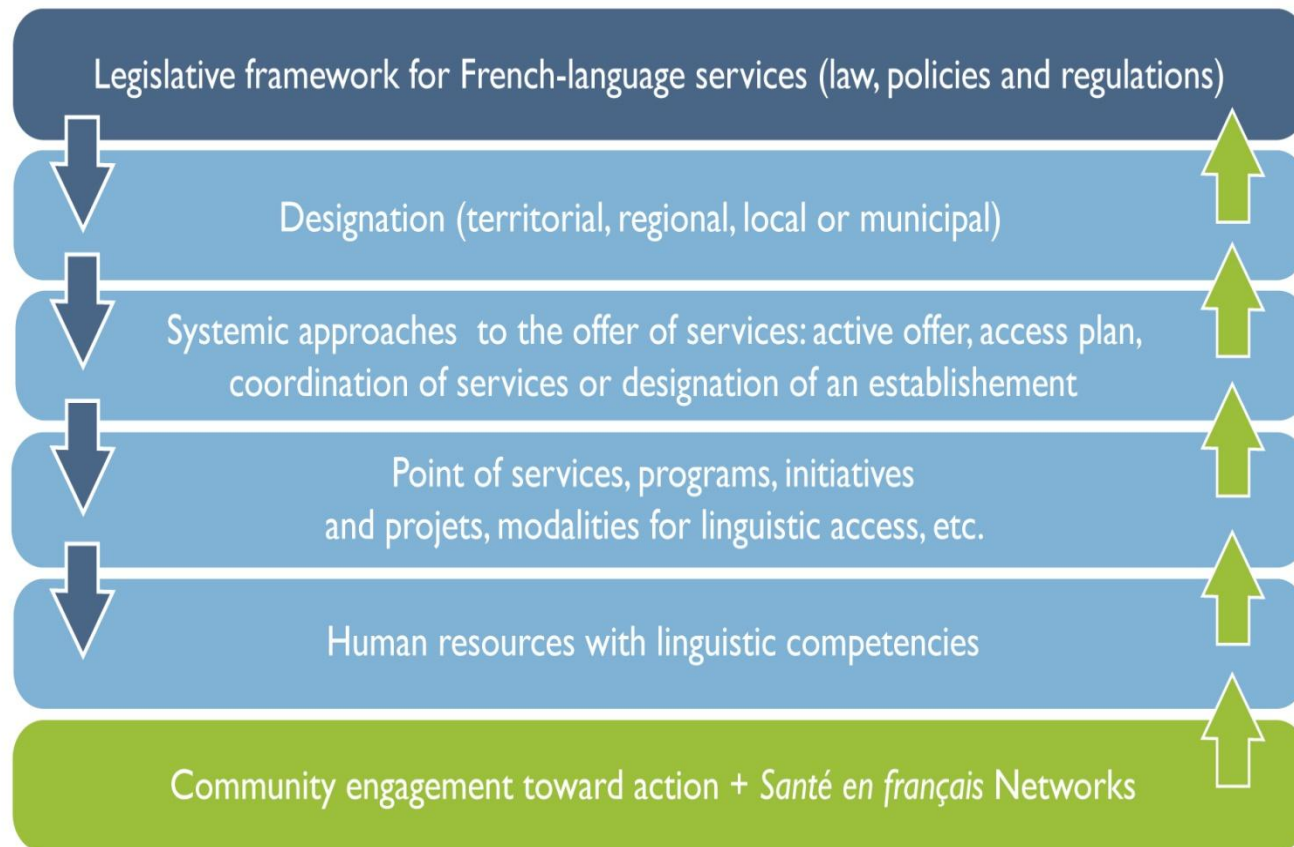 Legislative framework for French-language services (law, policies and regulations)
Designation (territorial, regional, local or municipal)
Systemic approaches to the offer of services: active offer, access plan,
coordination of services or designation of an establishement
Point of services, programs, initiatives
and projets, modalities for linguistic access, etc.
Human resources with linguistic competencies
Community engagement toward action + Santé en français Networks